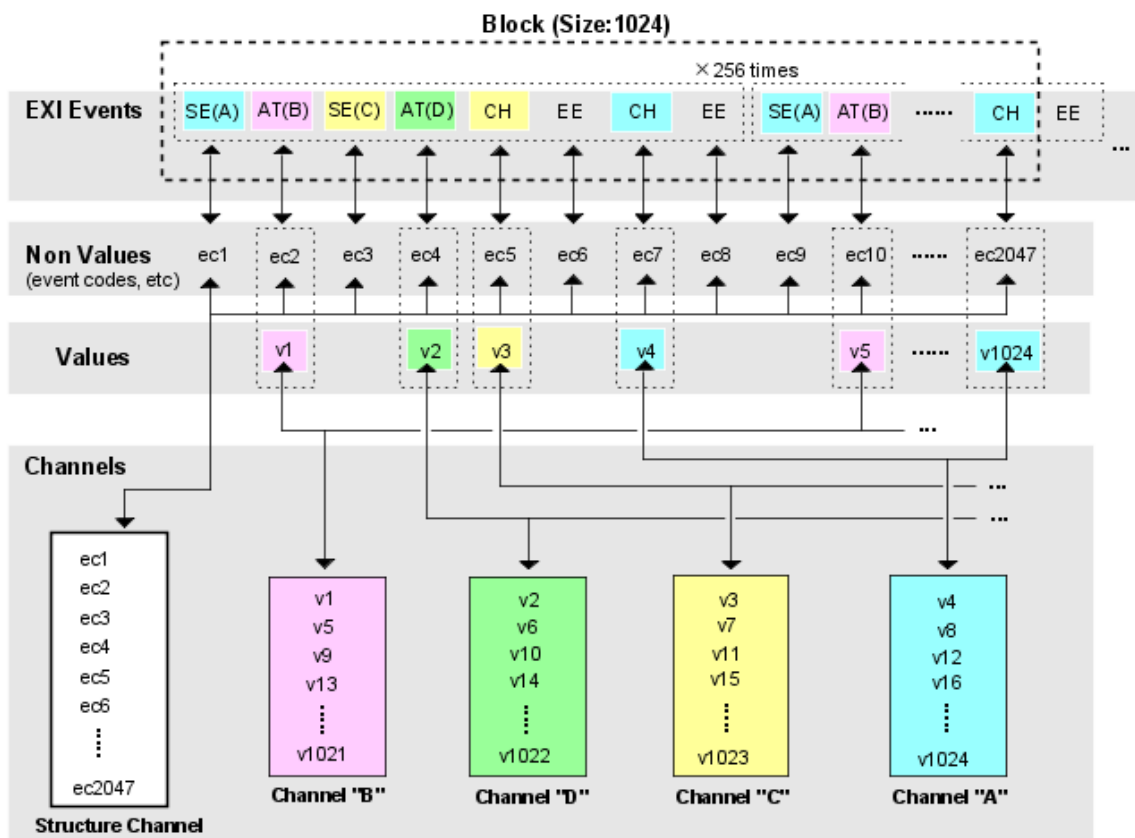 Block (Size:1024)
×256 times
EXI Events SE(A) AT(B) SE(C) AT(D) CH EE CH EE SE(A) AT(B) ...... CH EE
...
Non Values ec1 ec2 ec3 ec4 ec5 ec6 ec7 ec8 ec9 ec10 ...... ec2047
(event codes, etc)
Values v1 v2 v3 v4 v5 ...... v1024
...
Channels
...
...
ec1
ec2
ec3
ec4
ec5
ec6
ec2047
Structure Channel
v1
v5
v9
v13
v1021
Channel "B"
v2
v6
v10
v14
v1022
Channel "D"
v3
v7
v11
v15
v1023
Channel "C"
v4
v8
v12
v16
v1024
Channel "A"